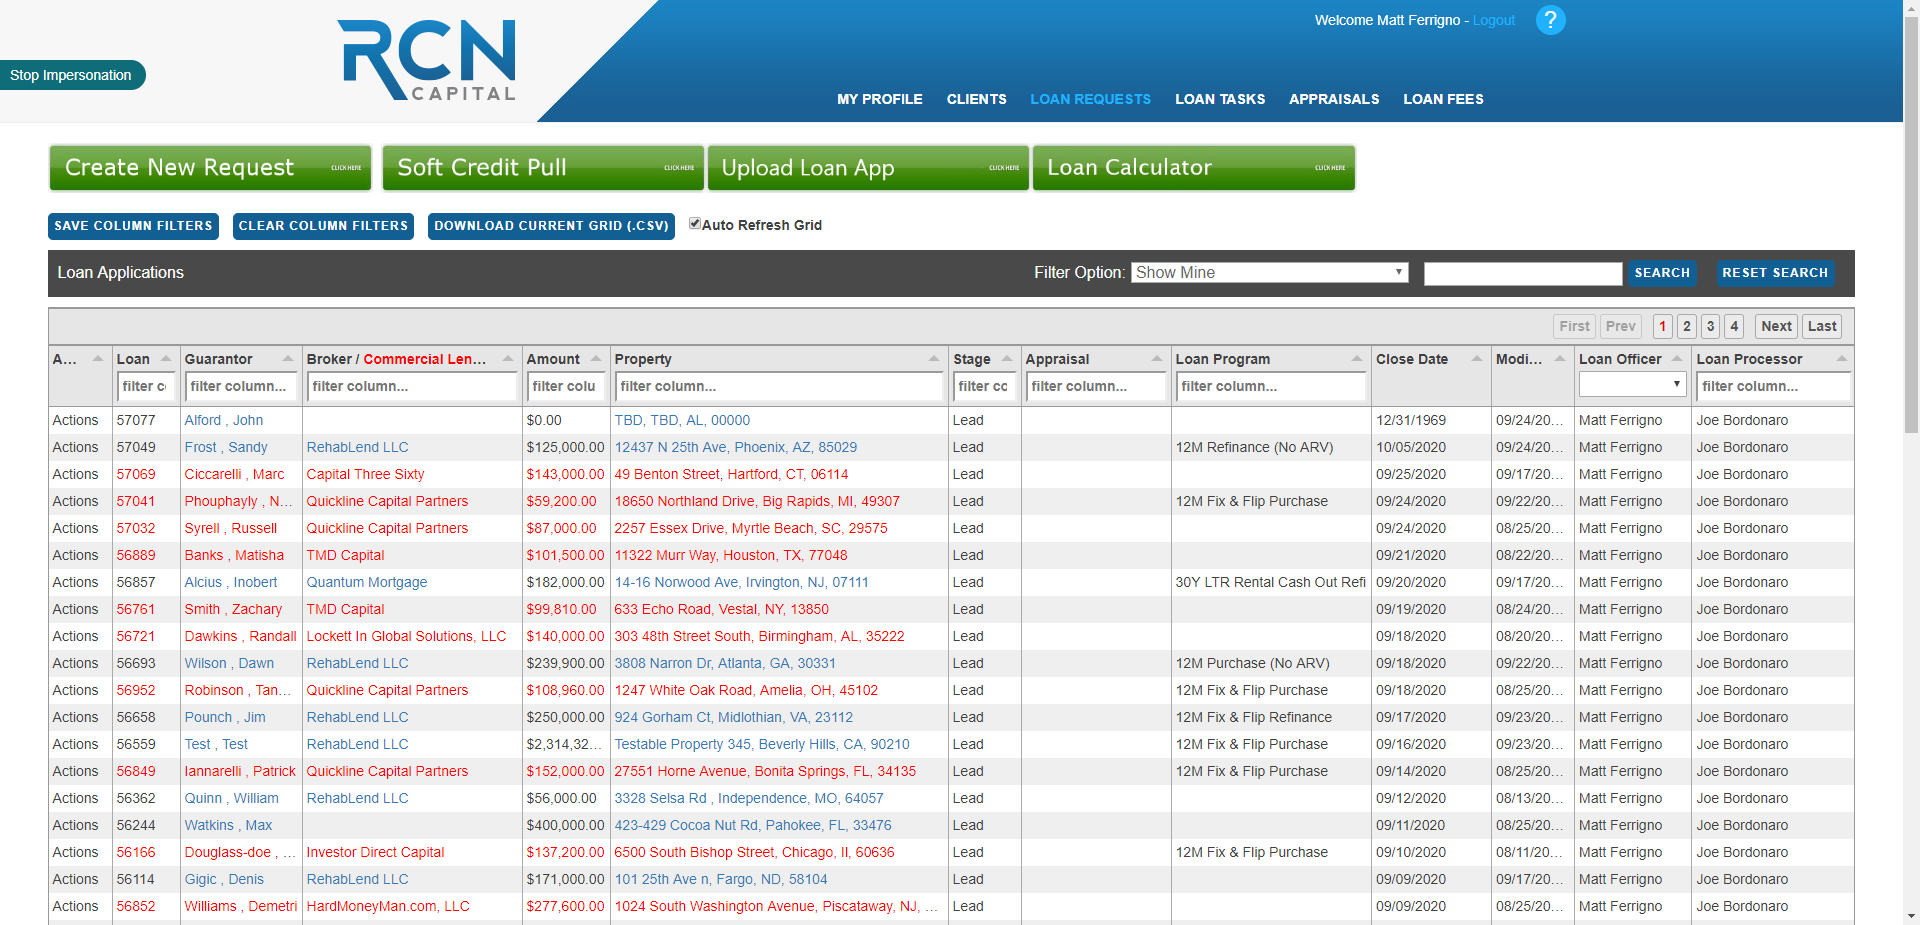 Welcome Matt Ferrigno - Logout ?
Stop Impersonation
RCN
CAPITAL
MY PROFILE CLIENTS LOAN REQUESTS LOAN TASKS APPRAISALS LOAN FEES
Create New Request CLICK HERE Soft Credit Pull CLICK HERE Upload Loan App CLICK HERE Loan Calculator CLICK HERE
SAVE COLUMN FILTERS CLEAR COLUMN FILTERS DOWNLOAD CURRENT GRID (.CSV) Auto Refresh Grid
Loan Applications Filter Option: Show Mine SEARCH RESET SEARCH
First Prev 1 2 3 4 Next Last
A... Loan Guarantor Broker / Commercial Len... Amount Property Stage Appraisal Loan Program Close Date Modi... Loan Officer Loan Processor
filter c filter column... filter column... filter colu filter column... filter cc filter column... filter column... filter column...
Actions 57077 Alford , John $0.00 TBD, TBD, AL, 00000 Lead 12/31/1969 09/24/20... Matt Ferrigno Joe Bordonaro
Actions 57049 Frost , Sandy RehabLend LLC $125,000.00 12437 N 25th Ave, Phoenix, AZ, 85029 Lead 12M Refinance (No ARV) 10/05/2020 09/24/20... Matt Ferrigno Joe Bordonaro
Actions 57069 Ciccarelli , Marc Capital Three Sixty $143,000.00 49 Benton Street, Hartford, CT, 06114 Lead 09/25/2020 09/17/20... Matt Ferrigno Joe Bordonaro
Actions 57041 Phouphayly , N... Quickline Capital Partners $59,200.00 18650 Northland Drive, Big Rapids, MI, 49307 Lead 12M Fix & Flip Purchase 09/24/2020 09/22/20... Matt Ferrigno Joe Bordonaro
Actions 57032 Syrell , Russell Quickline Capital Partners $87,000.00 2257 Essex Drive, Myrtle Beach, SC, 29575 Lead 09/24/2020 08/25/20... Matt Ferrigno Joe Bordonaro
Actions 56889 Banks , Matisha TMD Capital $101,500.00 11322 Murr Way, Houston, TX, 77048 Lead 09/21/2020 08/22/20... Matt Ferrigno Joe Bordonaro
Actions 56857 Alcius , Inobert Quantum Mortgage $182,000.00 14-16 Norwood Ave, Irvington, NJ, 07111 Lead 30Y LTR Rental Cash Out Refi 09/20/2020 09/17/20... Matt Ferrigno Joe Bordonaro
Actions 56761 Smith , Zachary TMD Capital $99,810.00 633 Echo Road, Vestal, NY, 13850 Lead 09/19/2020 08/24/20... Matt Ferrigno Joe Bordonaro
Actions 56721 Dawkins , Randall Lockett In Global Solutions, LLC $140,000.00 303 48th Street South, Birmingham, AL, 35222 Lead 09/18/2020 08/20/20... Matt Ferrigno Joe Bordonaro
Actions 56693 Wilson , Dawn RehabLend LLC $239,900.00 3808 Narron Dr, Atlanta, GA, 30331 Lead 12M Purchase (No ARV) 09/18/2020 09/22/20... Matt Ferrigno Joe Bordonaro
Actions 56952 Robinson , Tan... Quickline Capital Partners $108,960.00 1247 White Oak Road, Amelia, OH, 45102 Lead 12M Fix & Flip Purchase 09/18/2020 08/25/20... Matt Ferrigno Joe Bordonaro
Actions 56658 Pounch , Jim RehabLend LLC $250,000.00 924 Gorham Ct, Midlothian, VA, 23112 Lead 12M Fix & Flip Refinance 09/17/2020 09/23/20... Matt Ferrigno Joe Bordonaro
Actions 56559 Test , Test RehabLend LLC $2,314,32... Testable Property 345, Beverly Hills, CA, 90210 Lead 12M Fix & Flip Purchase 09/16/2020 09/23/20... Matt Ferrigno Joe Bordonaro
Actions 56849 Iannarelli , Patrick Quickline Capital Partners $152,000.00 27551 Horne Avenue, Bonita Springs, FL, 34135 Lead 12M Fix & Flip Purchase 09/14/2020 08/25/20... Matt Ferrigno Joe Bordonaro
Actions 56362 Quinn , William RehabLend LLC $56,000.00 3328 Selsa Rd , Independence, MO, 64057 Lead 09/12/2020 08/13/20... Matt Ferrigno Joe Bordonaro
Actions 56244 Watkins , Max $400,000.00 423-429 Cocoa Nut Rd, Pahokee, FL, 33476 Lead 09/11/2020 08/25/20... Matt Ferrigno Joe Bordonaro
Actions 56166 Douglass-doe , ... Investor Direct Capital $137,200.00 6500 South Bishop Street, Chicago, Il, 60636 Lead 12M Fix & Flip Purchase 09/10/2020 08/11/20... Matt Ferrigno Joe Bordonaro
Actions 56114 Gigic , Denis RehabLend LLC $171,000.00 101 25th Ave n, Fargo, ND, 58104 Lead 09/09/2020 09/17/20... Matt Ferrigno Joe Bordonaro
Actions 56852 Williams , Demetri HardMoneyMan.com, LLC $277,600.00 1024 South Washington Avenue, Piscataway, NJ, ... Lead 09/09/2020 08/25/20... Matt Ferrigno Joe Bordonaro